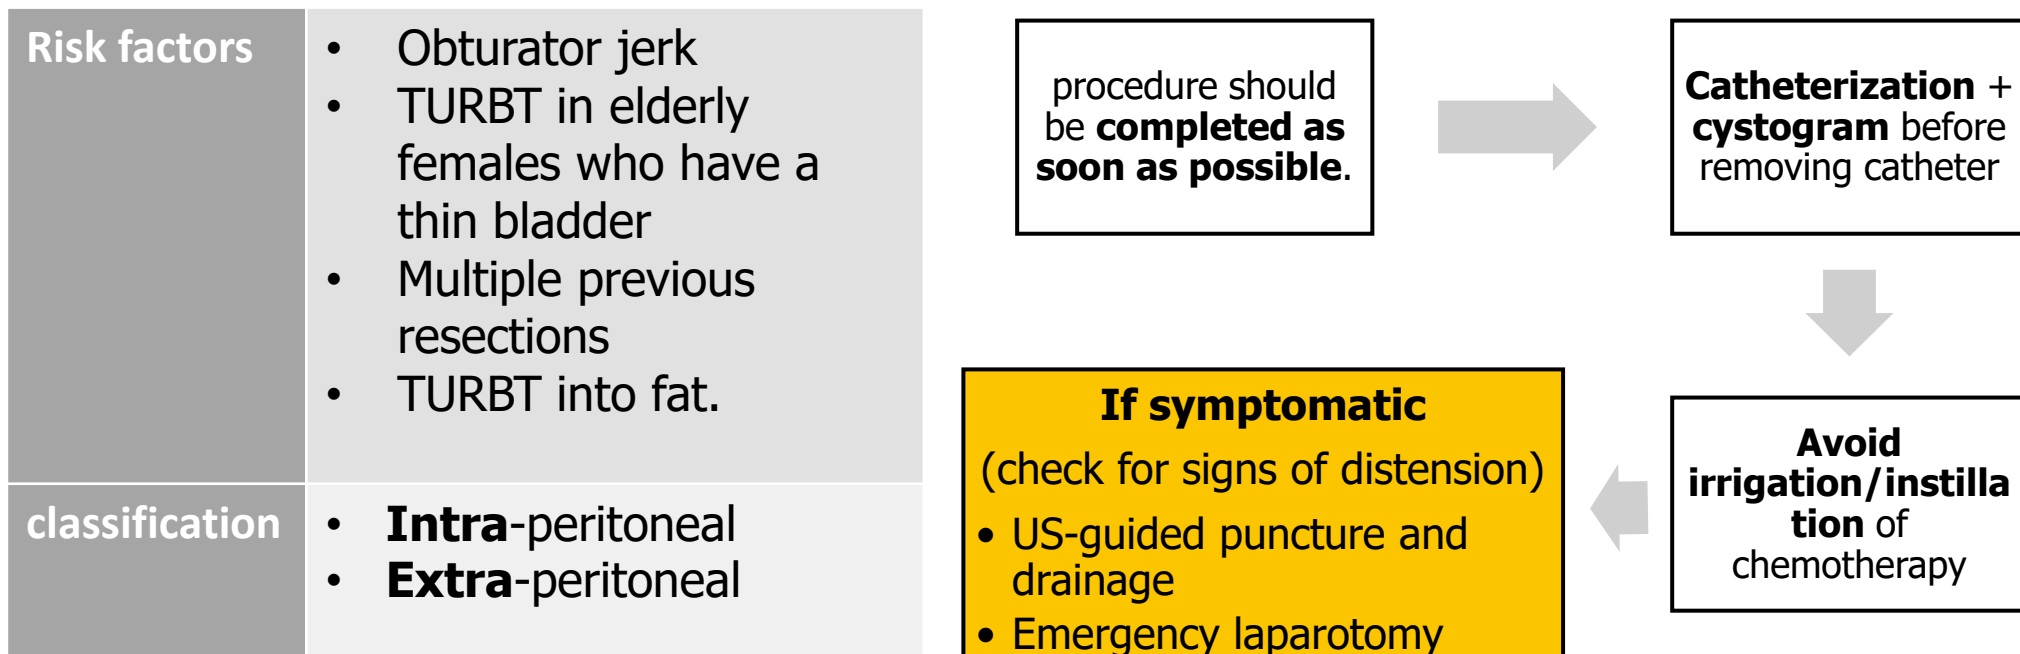 Risk factors
• Obturator jerk
• TURBT in elderly
females who have a
thin bladder
• Multiple previous
resections
• TURBT into fat.
classification
• Intra-peritoneal
• Extra-peritoneal
procedure should
be completed as
soon as possible.
Catheterization +
cystogram before
removing catheter
Avoid
irrigation/instilla
tion of
chemotherapy
If symptomatic
(check for signs of distension)
• US-guided puncture and
drainage
• Emergency laparotomy